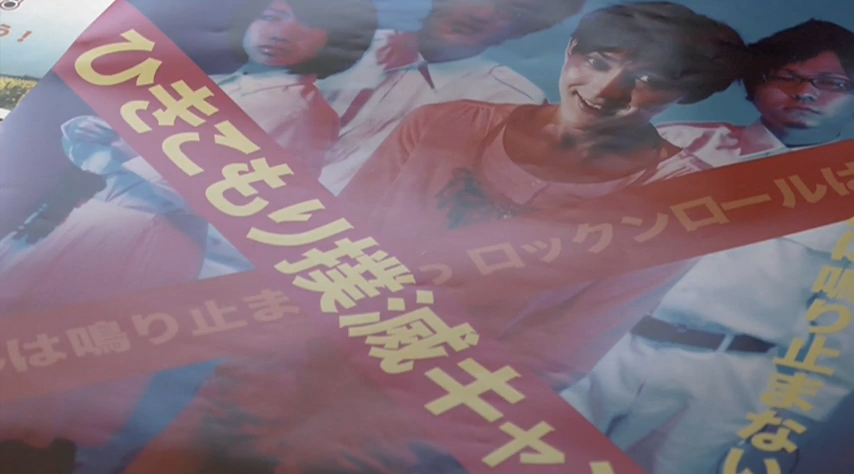 う！
ひきこもり撲滅キャ
は鳴り止ま
っ ロックンロールは
鳴り止まない